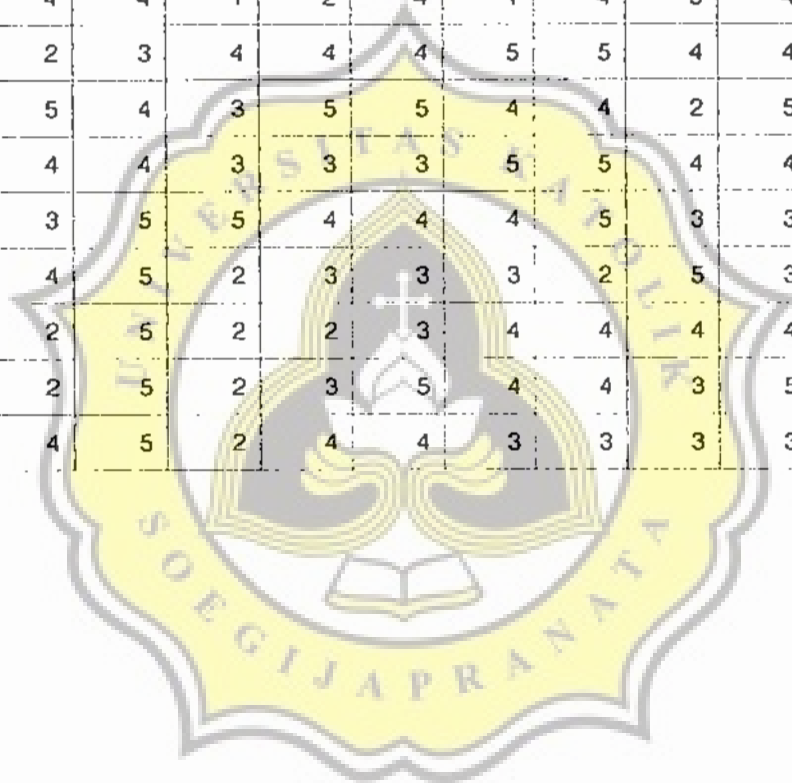 2 3 4 4 4 5 5 4 4
5 4 3 5 5 4 4 2 5
4 4 3 3 3 5 5 4 4
3 5 5 4 4 4 5 3 3
4 5 2 3 3 3 2 5 3
2 5 2 2 3 4 4 4 4
2 5 2 3 5 4 4 3 5
4 5 2 4 4 3 3 3 3
UNIVERSITAS KATOLIK
SOEGIJAPRANATA